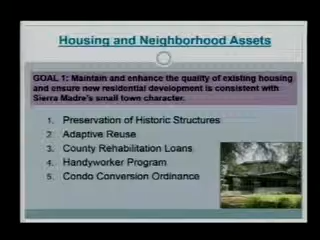 Housing and Neighborhood Assets
GOAL 1: Maintain and enhance the quality of existing housing
and ensure new residential development is consistent with
Sierra Madre's small town character.
1. Preservation of Historic Structures
2. Adaptive Reuse
3. County Rehabilitation Loans
4. Handyworker Program
5. Condo Conversion Ordinance